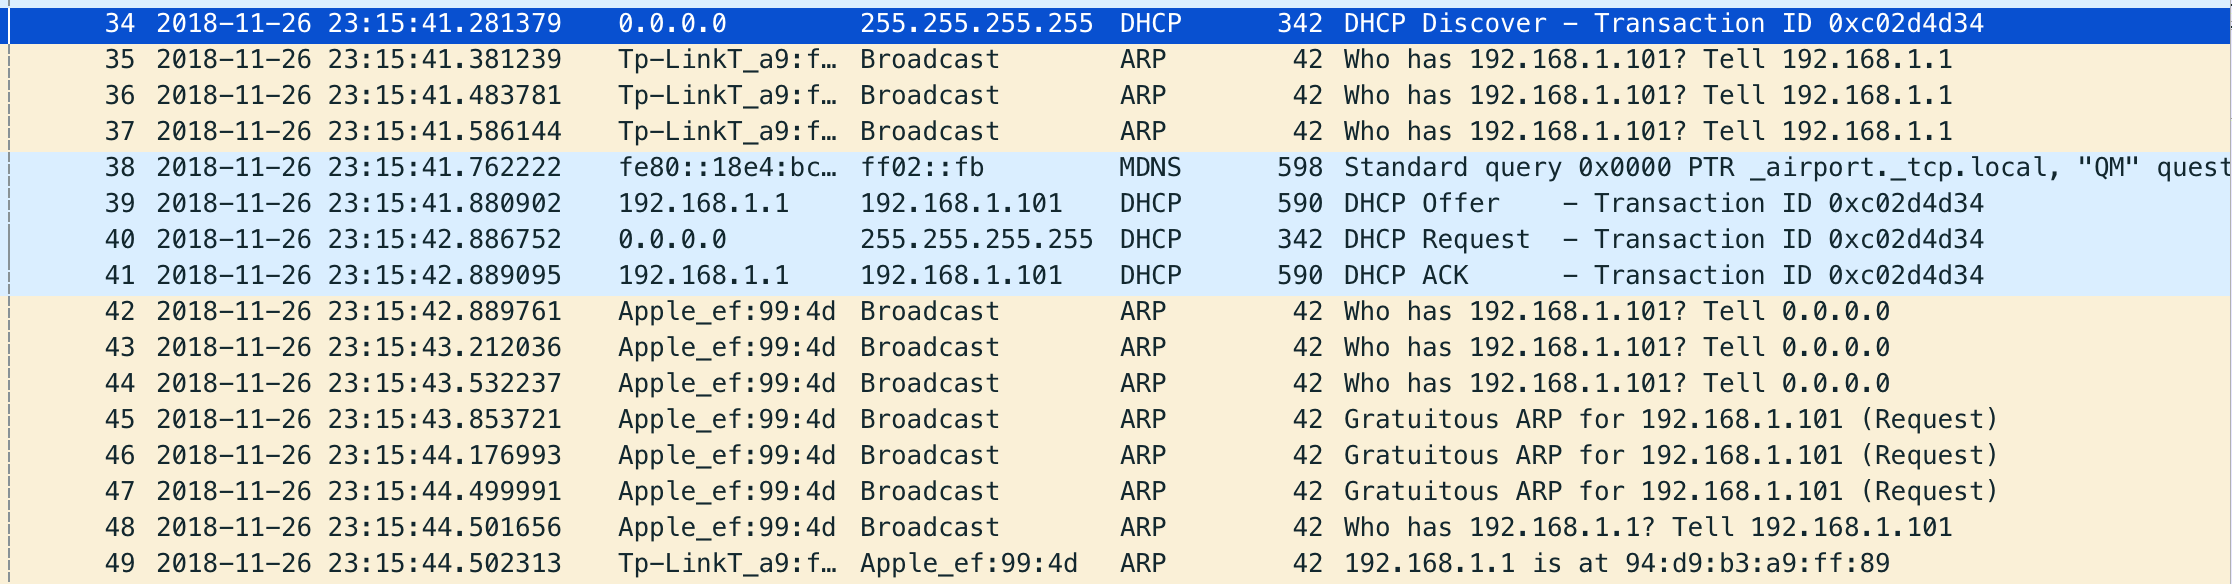 34 2018-11-26 23:15:41.281379 0.0.0.0 255.255.255.255 DHCP 342 DHCP Discover - Transaction ID 0xc02d4d34
35 2018-11-26 23:15:41.381239 Tp-LinkT_a9:f… Broadcast ARP 42 Who has 192.168.1.101? Tell 192.168.1.1
36 2018-11-26 23:15:41.483781 Tp-LinkT_a9:f… Broadcast ARP 42 Who has 192.168.1.101? Tell 192.168.1.1
37 2018-11-26 23:15:41.586144 Tp-LinkT_a9:f… Broadcast ARP 42 Who has 192.168.1.101? Tell 192.168.1.1
38 2018-11-26 23:15:41.762222 fe80::18e4:bc… ff02::fb MDNS 598 Standard query 0x0000 PTR _airport._tcp.local, "QM" quest
39 2018-11-26 23:15:41.880902 192.168.1.1 192.168.1.101 DHCP 590 DHCP Offer - Transaction ID 0xc02d4d34
40 2018-11-26 23:15:42.886752 0.0.0.0 255.255.255.255 DHCP 342 DHCP Request - Transaction ID 0xc02d4d34
41 2018-11-26 23:15:42.889095 192.168.1.1 192.168.1.101 DHCP 590 DHCP ACK - Transaction ID 0xc02d4d34
42 2018-11-26 23:15:42.889761 Apple_ef:99:4d Broadcast ARP 42 Who has 192.168.1.101? Tell 0.0.0.0
43 2018-11-26 23:15:43.212036 Apple_ef:99:4d Broadcast ARP 42 Who has 192.168.1.101? Tell 0.0.0.0
44 2018-11-26 23:15:43.532237 Apple_ef:99:4d Broadcast ARP 42 Who has 192.168.1.101? Tell 0.0.0.0
45 2018-11-26 23:15:43.853721 Apple_ef:99:4d Broadcast ARP 42 Gratuitous ARP for 192.168.1.101 (Request)
46 2018-11-26 23:15:44.176993 Apple_ef:99:4d Broadcast ARP 42 Gratuitous ARP for 192.168.1.101 (Request)
47 2018-11-26 23:15:44.499991 Apple_ef:99:4d Broadcast ARP 42 Gratuitous ARP for 192.168.1.101 (Request)
48 2018-11-26 23:15:44.501656 Apple_ef:99:4d Broadcast ARP 42 Who has 192.168.1.1? Tell 192.168.1.101
49 2018-11-26 23:15:44.502313 Tp-LinkT_a9:f… Apple_ef:99:4d ARP 42 192.168.1.1 is at 94:d9:b3:a9:ff:89